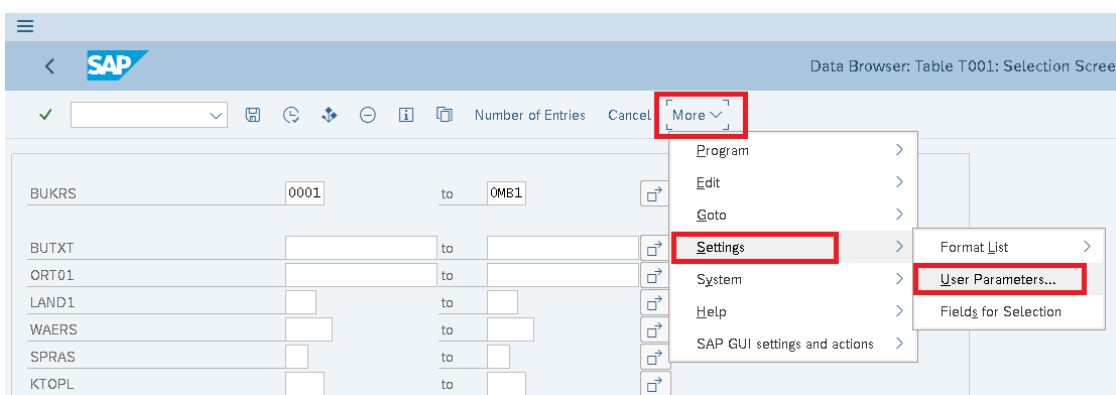 SAP
Data Browser: Table T001: Selection Scree
Number of Entries Cancel More
Program
Edit
BUKRS 0001 to 0MB1
Goto
BUTXT to
Settings
Format List
ORT01 to
System
User Parameters...
LAND1 to
Help
Fields for Selection
WAERS to
SAP GUI settings and actions
SPRAS to
KTOPL to